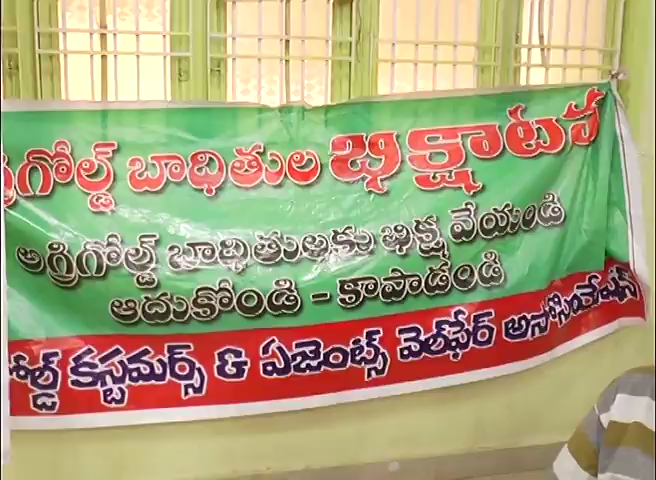 గ్రిగోల్డ్ బాధితుల భిక్షాటన
అగ్రిగోల్డ్ బాధితులకు భిక్ష వేయండి
ఆదుకోండి - కాపాడండి
గోల్డ్ కస్టమర్స్ & ఏజెంట్స్ వెల్ఫేర్ అసోసియేషన్